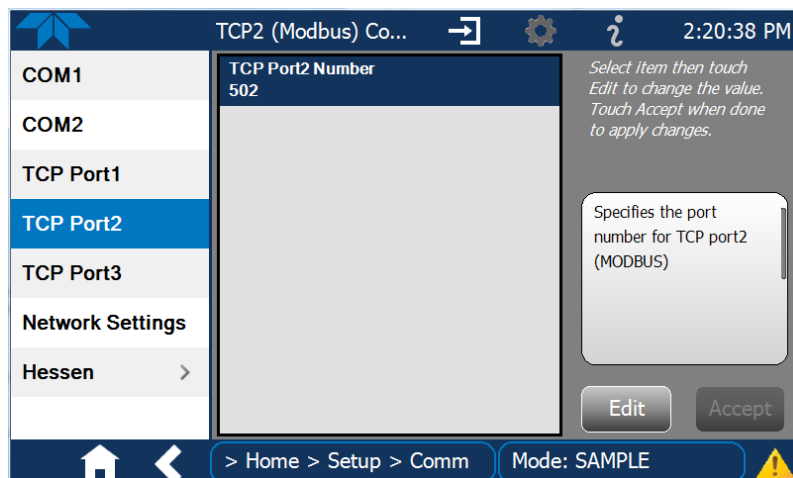 TCP2 (Modbus) Co...
2:20:38 PM
COM1
COM2
TCP Port1
TCP Port2
TCP Port3
Network Settings
Hessen
TCP Port2 Number
502
Select item then touch
Edit to change the value.
Touch Accept when done
to apply changes.
Specifies the port
number for TCP port2
(MODBUS)
Edit
Accept
> Home > Setup > Comm
Mode: SAMPLE